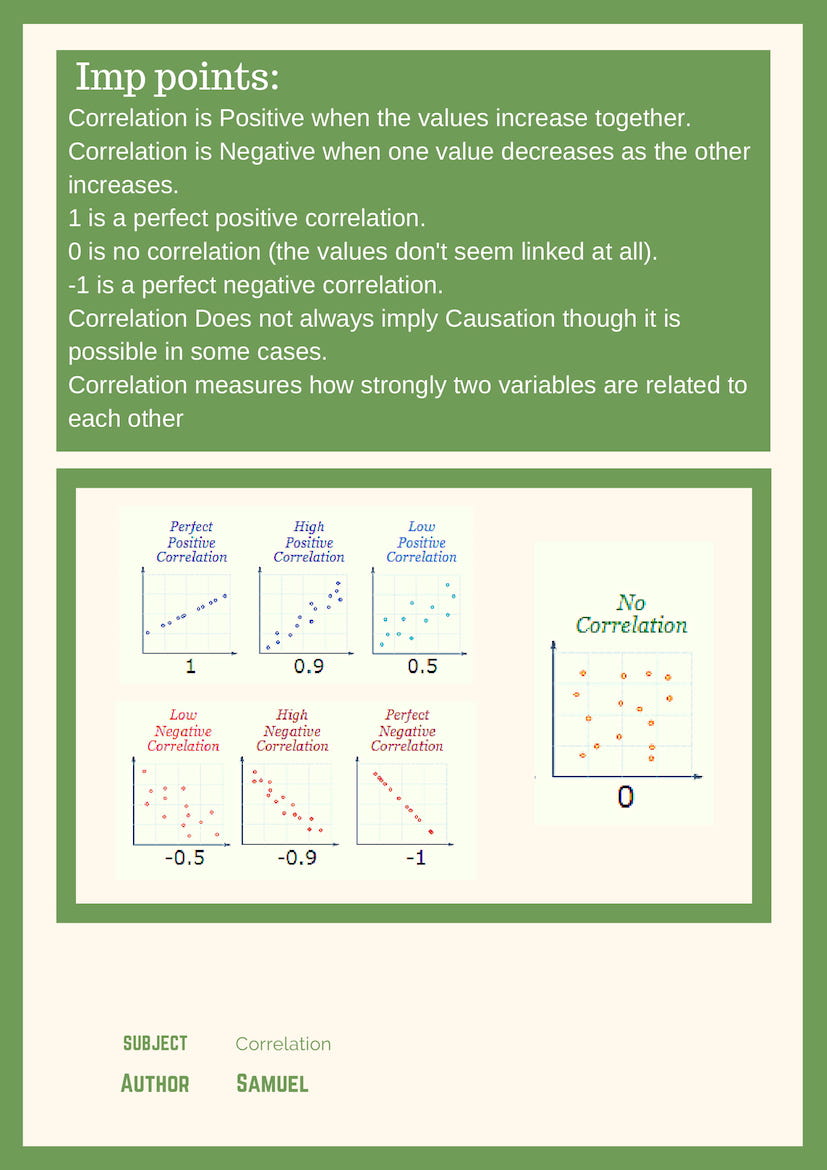 Imp points:
Correlation is Positive when the values increase together.
Correlation is Negative when one value decreases as the other
increases.
1 is a perfect positive correlation.
0 is no correlation (the values don't seem linked at all).
-1 is a perfect negative correlation.
Correlation Does not always imply Causation though it is
possible in some cases.
Correlation measures how strongly two variables are related to
each other
Perfect
Positive
Correlation
1
High
Positive
Correlation
0.9
Low
Positive
Correlation
0.5
Low
Negative
Correlation
-0.5
High
Negative
Correlation
-0.9
Perfect
Negative
Correlation
-1
No
Correlation
0
SUBJECT Correlation
AUTHOR SAMUEL